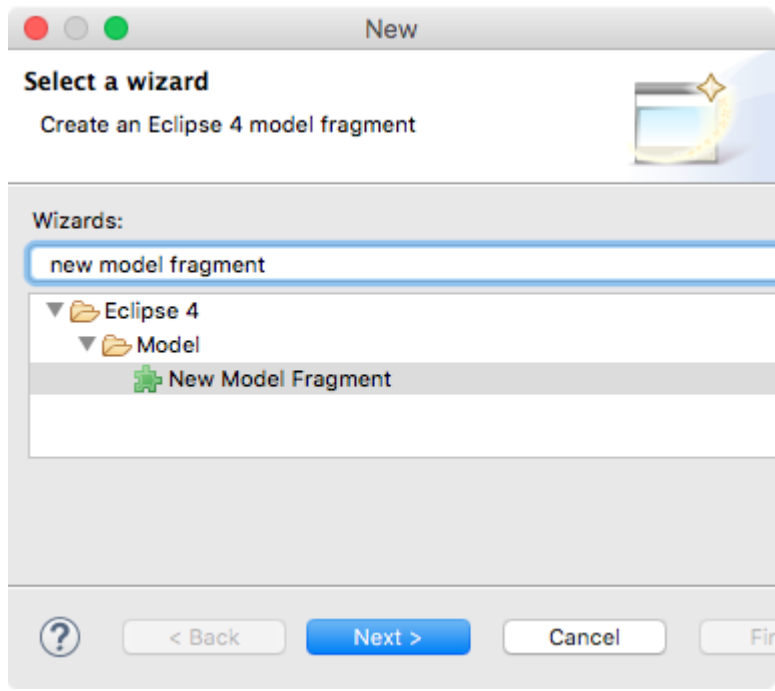 New
Select a wizard
Create an Eclipse 4 model fragment
Wizards:
new model fragment
Eclipse 4
Model
New Model Fragment
? < Back Next > Cancel